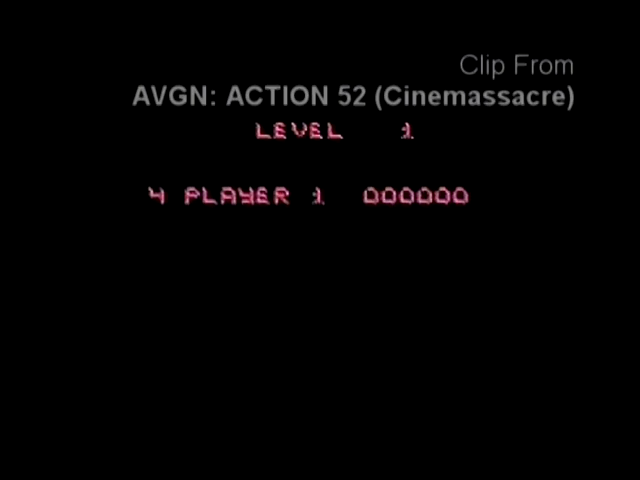 Clip From
AVGN: ACTION 52 (Cinemassacre)
LEVEL 1
4 PLAYER 1 000000